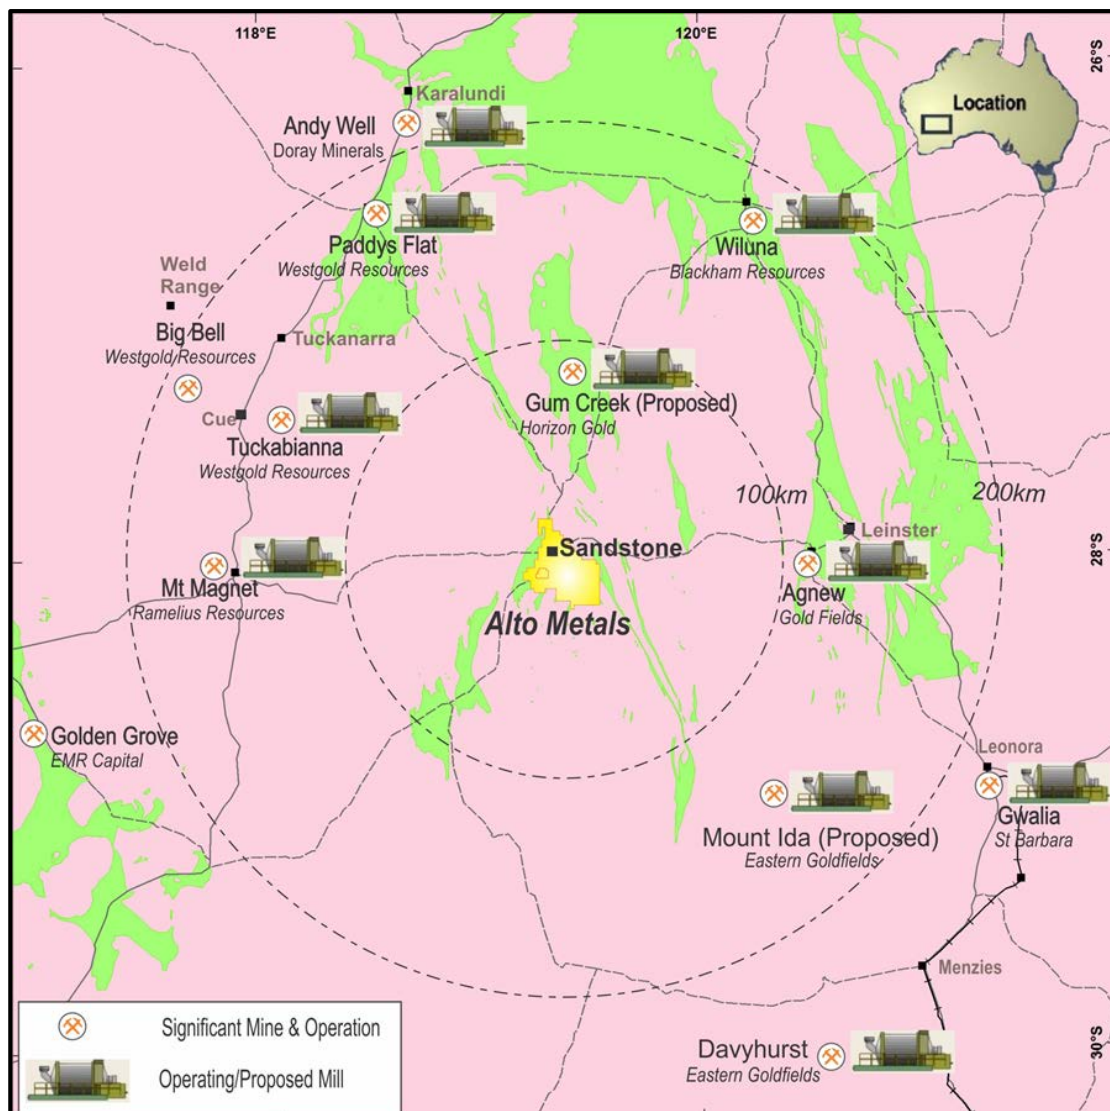 118°E
120°E
26°S
Location
Karalundi
Andy Well
Doray Minerals
Paddys Flat
Westgold Resources
Wiluna
Blackham Resources
Weld
Range
Big Bell
Westgold Resources
Tuckanarra
Gum Creek (Proposed)
Horizon Gold
Cue
Tuckabianna
Westgold Resources
100km
200km
Leinster
Sandstone
28°S
Mt Magnet
Ramelius Resources
Agnew
Gold Fields
Alto Metals
Golden Grove
EMR Capital
Leonora
Gwalia
St Barbara
Mount Ida (Proposed)
Eastern Goldfields
Menzies
Davyhurst
Eastern Goldfields
30°S
Significant Mine & Operation
Operating/Proposed Mill